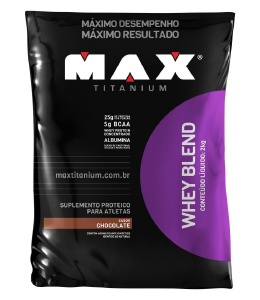 MÁXIMO DESEMPENHO
MÁXIMO RESULTADO
MAX
TITANIUM
25g
5g BCAA
WHEY PROTEIN
CONCENTRADO
ALBUMINA
maxtitanium.com.br
WHEY BLEND
CONTEÚDO LÍQUIDO: 2kg
SUPLEMENTO PROTEICO
PARA ATLETAS
SABOR
CHOCOLATE